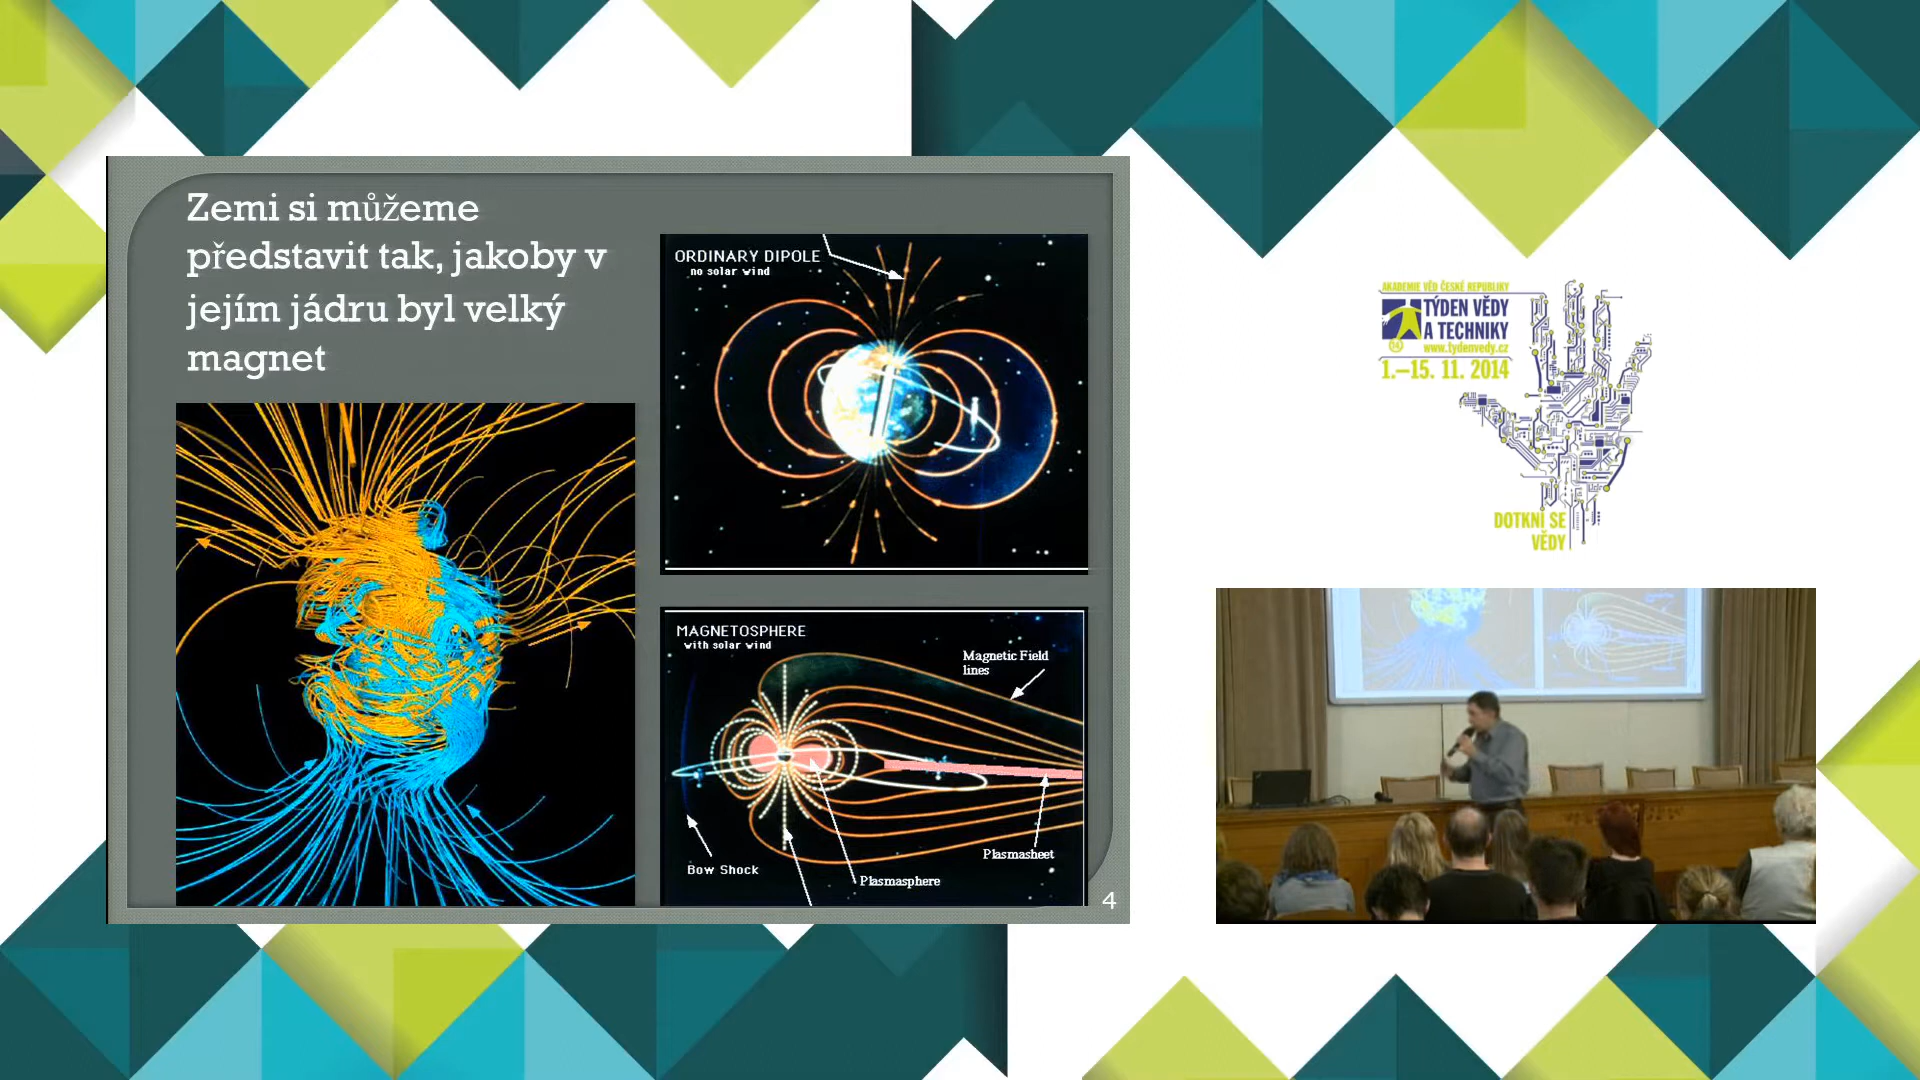 Zemi si můžeme
představit tak, jakoby v
jejím jádru byl velký
magnet
ORDINARY DIPOLE
no solar wind
MAGNETOSPHERE
with solar wind
Magnetic Field
lines
Bow Shock
Plasmasphere
Plasmasheet
4
AKADEMIE VĚD ČESKÉ REPUBLIKY
TÝDEN VĚDY
A TECHNIKY
www.tydenvedy.cz
1.–15. 11. 2014
DOTKNI SE
VĚDY